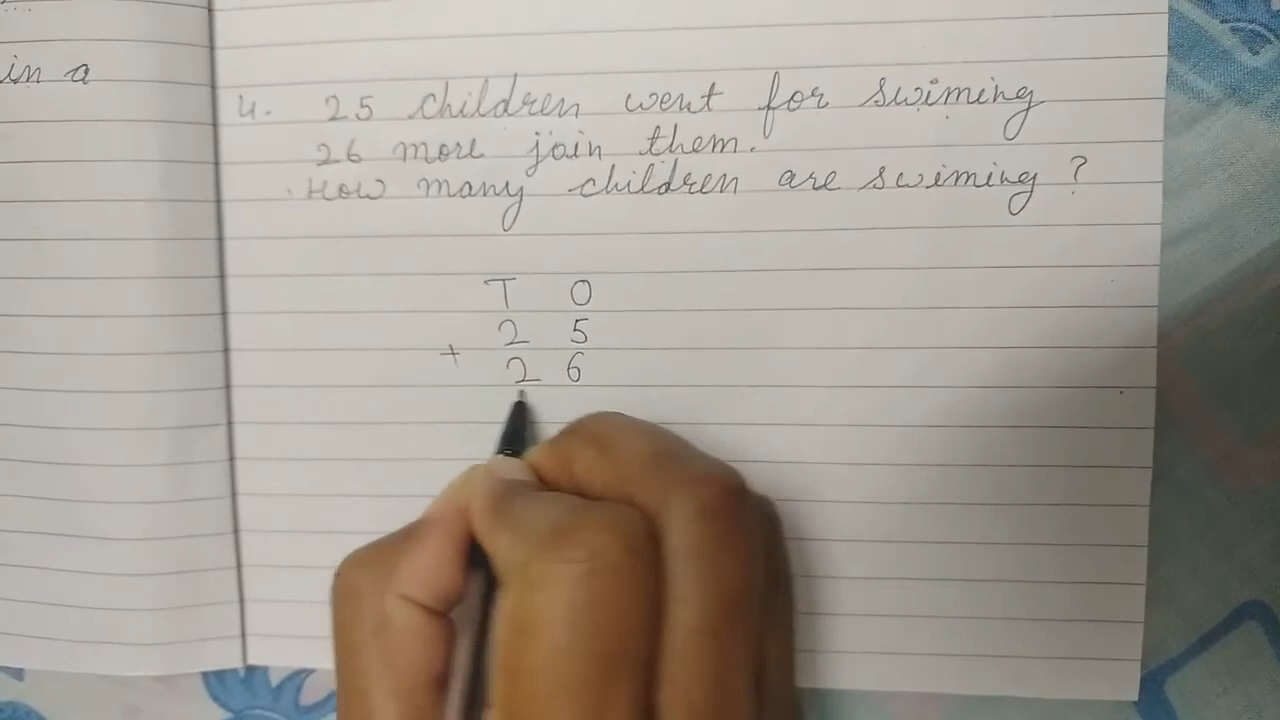 in a
4. 25 children went for swiming
26 more join them.
How many children are swiming ?
T O
2 5
+ 2 6